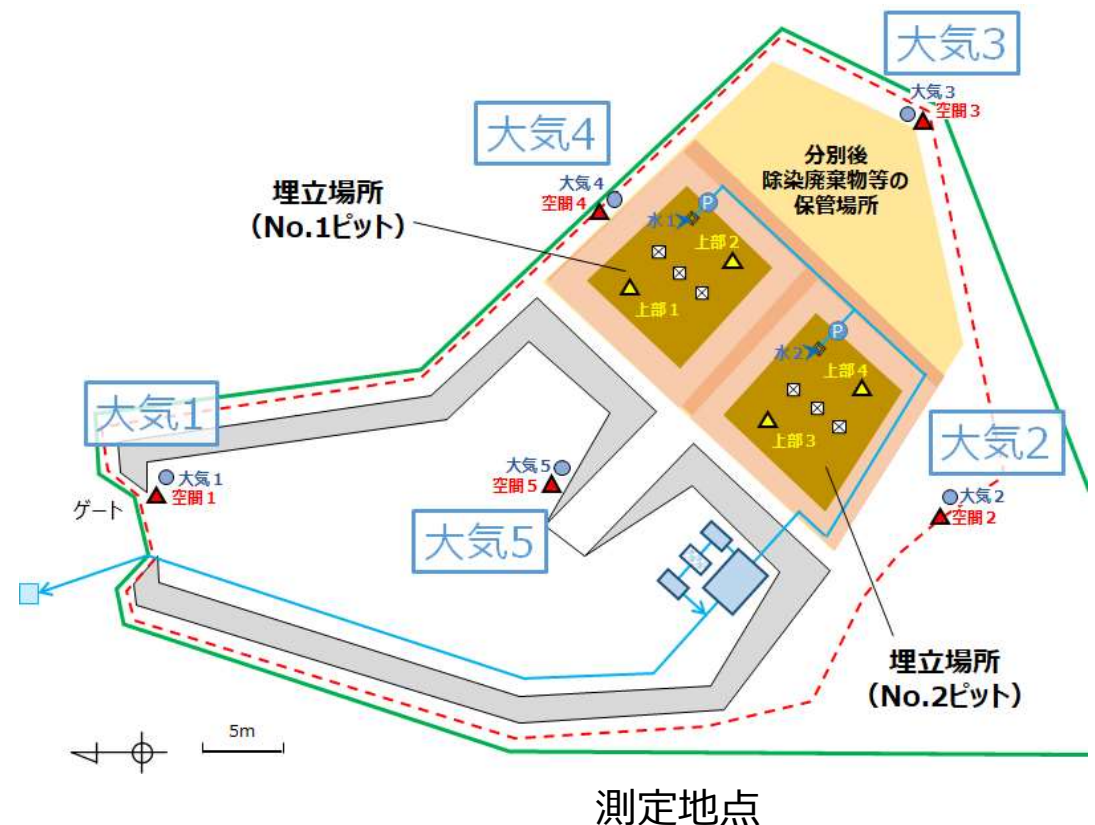 大気3
大気3
空間3
大気4
大気4
空間4
分別後
除染廃棄物等の
保管場所
埋立場所
(No.1ピット)
P
水1
上部2
上部1
P
水2
上部4
上部3
大気1
大気1
空間1
ゲート
大気5
空間5
大気5
大気2
大気2
空間2
埋立場所
(No.2ピット)
5m
測定地点